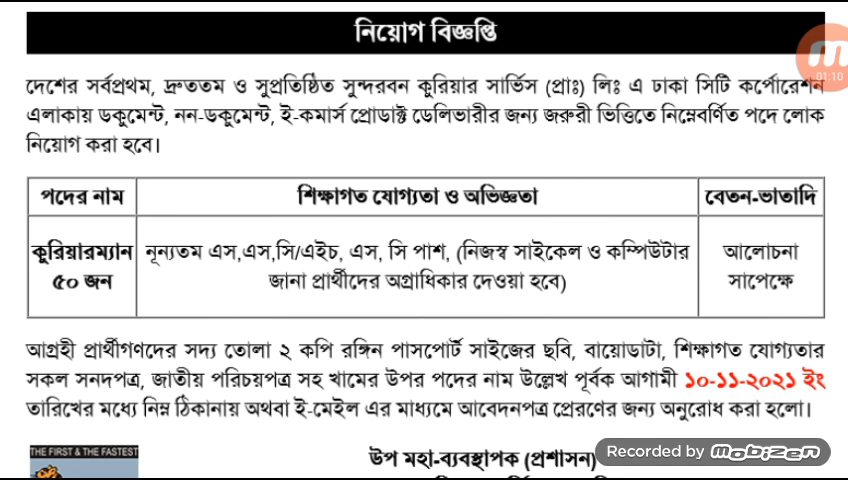 নিয়োগ বিজ্ঞপ্তি
01:10
দেশের সর্বপ্রথম, দ্রুততম ও সুপ্রতিষ্ঠিত সুন্দরবন কুরিয়ার সার্ভিস (প্রাঃ) লিঃ এ ঢাকা সিটি কর্পোরেশন
এলাকায় ডকুমেন্ট, নন-ডকুমেন্ট, ই-কমার্স প্রোডাক্ট ডেলিভারীর জন্য জরুরী ভিত্তিতে নিম্নেবর্ণিত পদে লোক
নিয়োগ করা হবে।
পদের নাম শিক্ষাগত যোগ্যতা ও অভিজ্ঞতা বেতন-ভাতাদি
কুরিয়ারম্যান নূন্যতম এস,এস,সি/এইচ, এস, সি পাশ, (নিজস্ব সাইকেল ও কম্পিউটার আলোচনা
৫০ জন জানা প্রার্থীদের অগ্রাধিকার দেওয়া হবে) সাপেক্ষে
আগ্রহী প্রার্থীগণদের সদ্য তোলা ২ কপি রঙ্গিন পাসপোর্ট সাইজের ছবি, বায়োডাটা, শিক্ষাগত যোগ্যতার
সকল সনদপত্র, জাতীয় পরিচয়পত্র সহ খামের উপর পদের নাম উল্লেখ পূর্বক আগামী ১০-১১-২০২১ ইং
তারিখের মধ্যে নিম্ন ঠিকানায় অথবা ই-মেইল এর মাধ্যমে আবেদনপত্র প্রেরণের জন্য অনুরোধ করা হলো।
THE FIRST & THE FASTEST
উপ মহা-ব্যবস্থাপক (প্রশাসন)
Recorded by mobizen